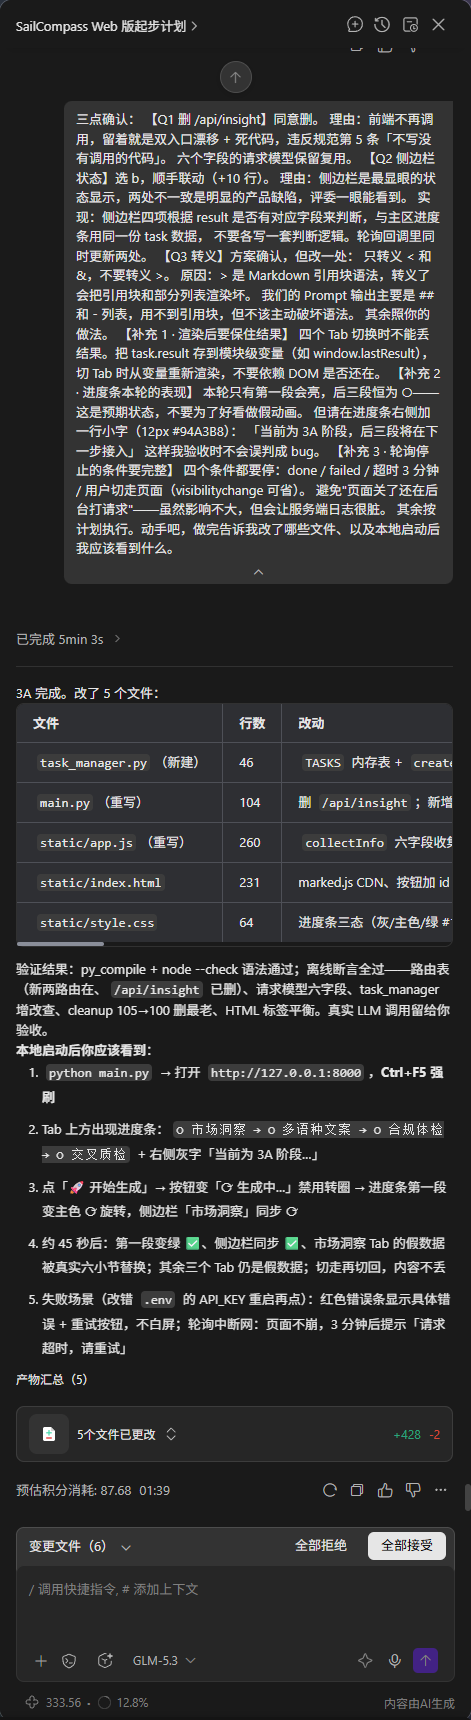 SailCompass Web 版起步计划 >
三点确认： 【Q1 删 /api/insight】同意删。 理由：前端不再调
用，留着就是双入口漂移 + 死代码，违反规范第 5 条「不写没
有调用的代码」。 六个字段的请求模型保留复用。 【Q2 侧边栏
状态】选 b，顺手联动（+10 行）。 理由：侧边栏是最显眼的状
态显示，两处不一致是明显的产品缺陷，评委一眼能看到。 实
现：侧边栏四项根据 result 是否有对应字段来判断，与主区进度
条用同一份 task 数据， 不要各写一套判断逻辑。轮询回调里同
时更新两处。 【Q3 转义】方案确认，但改一处： 只转义 < 和
&，不要转义 >。 原因：> 是 Markdown 引用块语法，转义了
会把引用块和部分列表渲染坏。 我们的 Prompt 输出主要是 ##
和 - 列表，用不到引用块，但不该主动破坏语法。 其余照你的
做法。 【补充 1 · 渲染后要保住结果】 四个 Tab 切换时不能丢
结果。把 task.result 存到模块级变量（如 window.lastResult），
切 Tab 时从变量重新渲染，不要依赖 DOM 是否还在。 【补充 2
· 进度条本轮的表现】 本轮只有第一段会亮，后三段恒为 ○——
这是预期状态，不要为了好看做假动画。 但请在进度条右侧加
一行小字（12px #94A3B8）： 「当前为 3A 阶段，后三段将在下
一步接入」 这样我验收时不会误判成 bug。 【补充 3 · 轮询停
止的条件要完整】 四个条件都要停：done / failed / 超时 3 分钟
/ 用户切走页面（visibilitychange 可省）。 避免"页面关了还在后
台打请求"——虽然影响不大，但会让服务端日志很脏。 其余按
计划执行。动手吧，做完告诉我改了哪些文件、以及本地启动后
我应该看到什么。
已完成 5min 3s >
3A 完成。改了 5 个文件：
文件 行数 改动
task_manager.py （新建） 46 TASKS 内存表 + create
main.py （重写） 104 删 /api/insight ；新增
static/app.js （重写） 260 collectInfo 六字段收集
static/index.html 231 marked.js CDN、按钮加 id
static/style.css 64 进度条三态（灰/主色/绿 #
验证结果：py_compile + node --check 语法通过；离线断言全过——路由表
（新两路由在、 /api/insight 已删）、请求模型六字段、task_manager
增改查、cleanup 105→100 删最老、HTML 标签平衡。真实 LLM 调用留给你
验收。
本地启动后你应该看到：
1. python main.py → 打开 http://127.0.0.1:8000 ，Ctrl+F5 强
刷
2. Tab 上方出现进度条： ○ 市场洞察 → ○ 多语种文案 → ○ 合规体检
→ ○ 交叉质检 + 右侧灰字「当前为 3A 阶段...」
3. 点「🚀 开始生成」→ 按钮变「⟳ 生成中...」禁用转圈 → 进度条第一段
变主色 ⟳ 旋转，侧边栏「市场洞察」同步 ⟳
4. 约 45 秒后：第一段变绿 ✅、侧边栏同步 ✅、市场洞察 Tab 的假数据
被真实六小节替换；其余三个 Tab 仍是假数据；切走再切回，内容不丢
5. 失败场景（改错 .env 的 API_KEY 重启再点）：红色错误条显示具体错
误 + 重试按钮，不白屏；轮询中断网：页面不崩，3 分钟后提示「请求
超时，请重试」
产物汇总（5）
5个文件已更改 +428 -2
预估积分消耗: 87.68 01:39
变更文件（6） 全部拒绝 全部接受
/ 调用快捷指令, # 添加上下文
GLM-5.3
333.56 · 12.8% 内容由AI生成